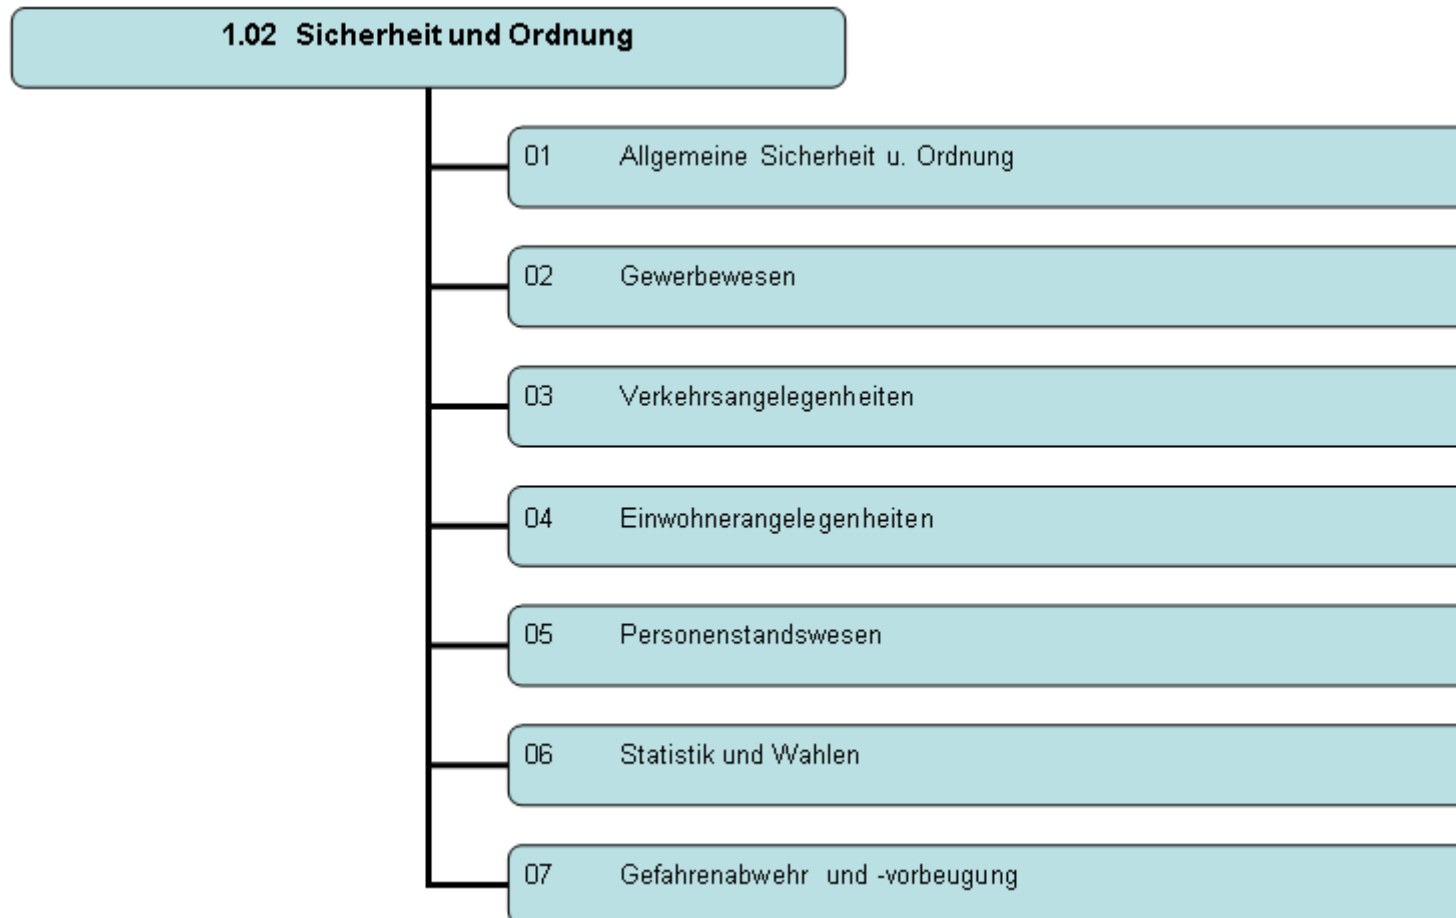 1.02 Sicherheit und Ordnung
01 Allgemeine Sicherheit u. Ordnung
02 Gewerbewesen
03 Verkehrsangelegenheiten
04 Einwohnerangelegenheiten
05 Personenstandswesen
06 Statistik und Wahlen
07 Gefahrenabwehr und -vorbeugung